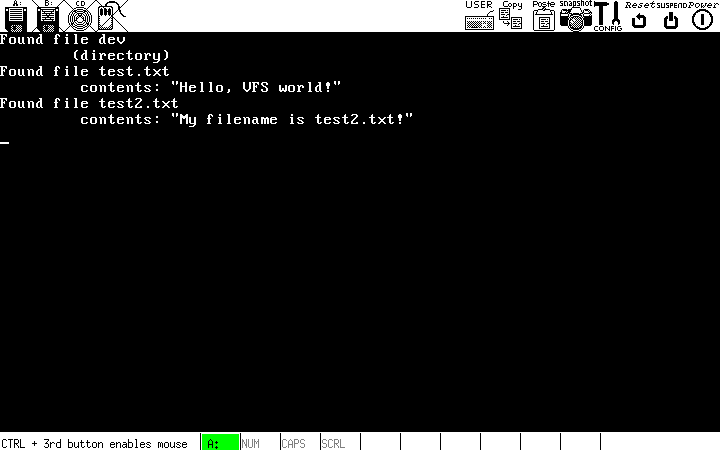 A: B: CD USER Copy Paste snapshot CONFIG Reset SUSPEND Power
Found file dev
(directory)
Found file test.txt
contents: "Hello, VFS world!"
Found file test2.txt
contents: "My filename is test2.txt!"
CTRL + 3rd button enables mouse A: NUM CAPS SCRL